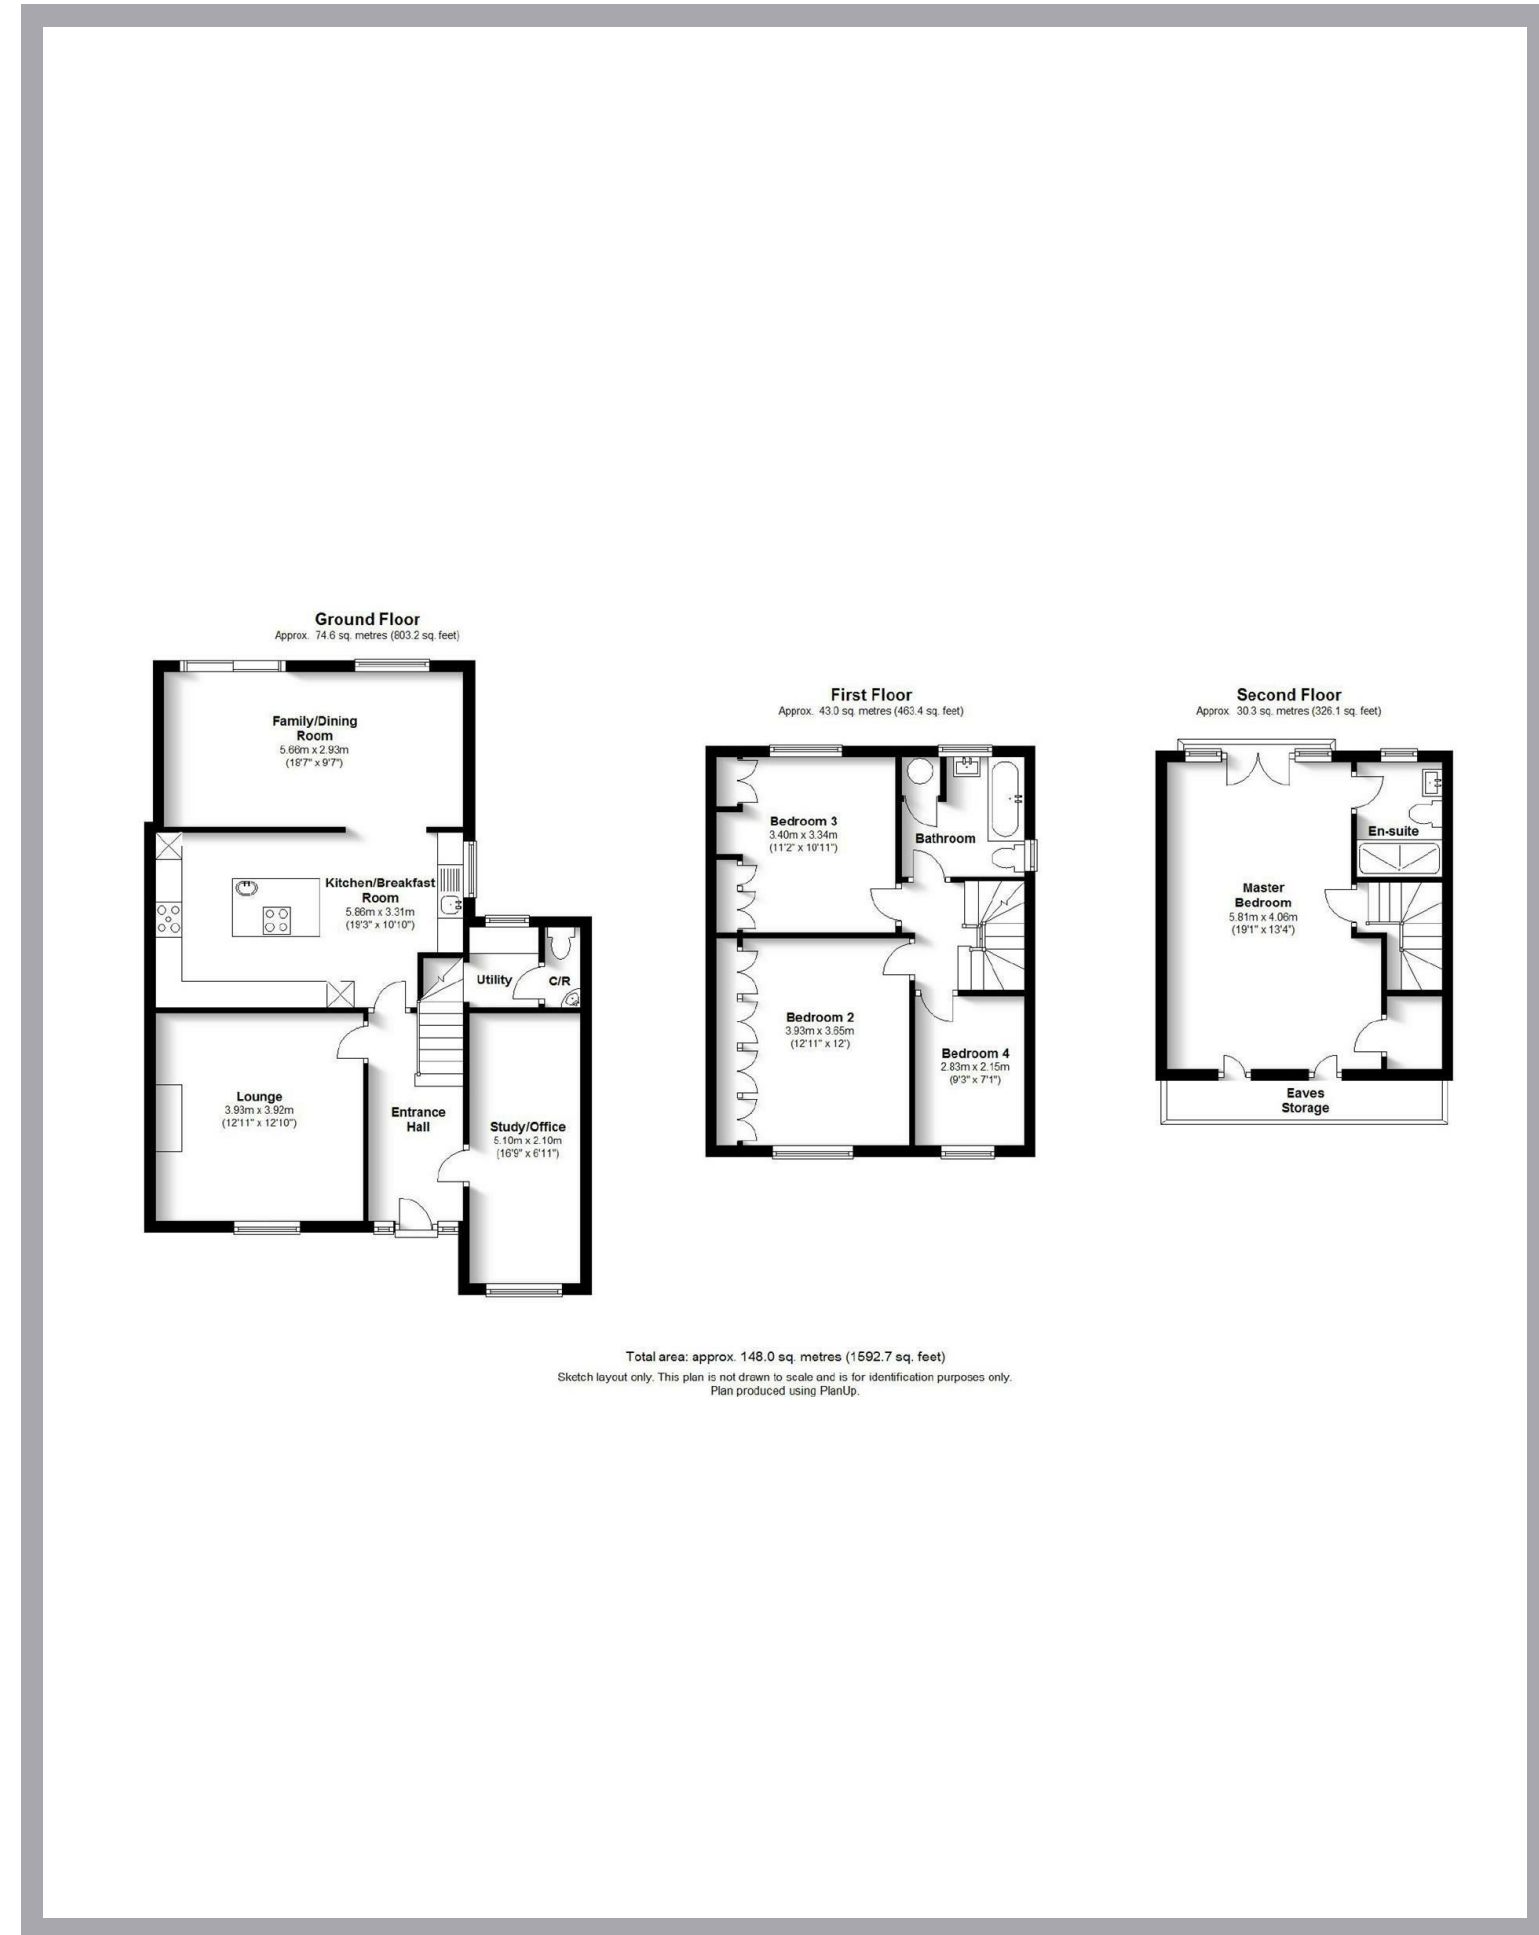 Ground Floor
Approx. 74.6 sq. metres (803.2 sq. feet)
Family/Dining
Room
5.66m x 2.93m
(18'7" x 9'7")
Kitchen/Breakfast
Room
5.86m x 3.31m
(19'3" x 10'10")
Utility
C/R
Lounge
3.93m x 3.92m
(12'11" x 12'10")
Entrance
Hall
Study/Office
5.10m x 2.10m
(16'9" x 6'11")
First Floor
Approx. 43.0 sq. metres (463.4 sq. feet)
Bedroom 3
3.40m x 3.34m
(11'2" x 10'11")
Bathroom
Bedroom 2
3.93m x 3.65m
(12'11" x 12')
Bedroom 4
2.83m x 2.15m
(9'3" x 7'1")
Second Floor
Approx. 30.3 sq. metres (326.1 sq. feet)
En-suite
Master
Bedroom
5.81m x 4.06m
(19'1" x 13'4")
Eaves
Storage
Total area: approx. 148.0 sq. metres (1592.7 sq. feet)
Sketch layout only. This plan is not drawn to scale and is for identification purposes only.
Plan produced using PlanUp.